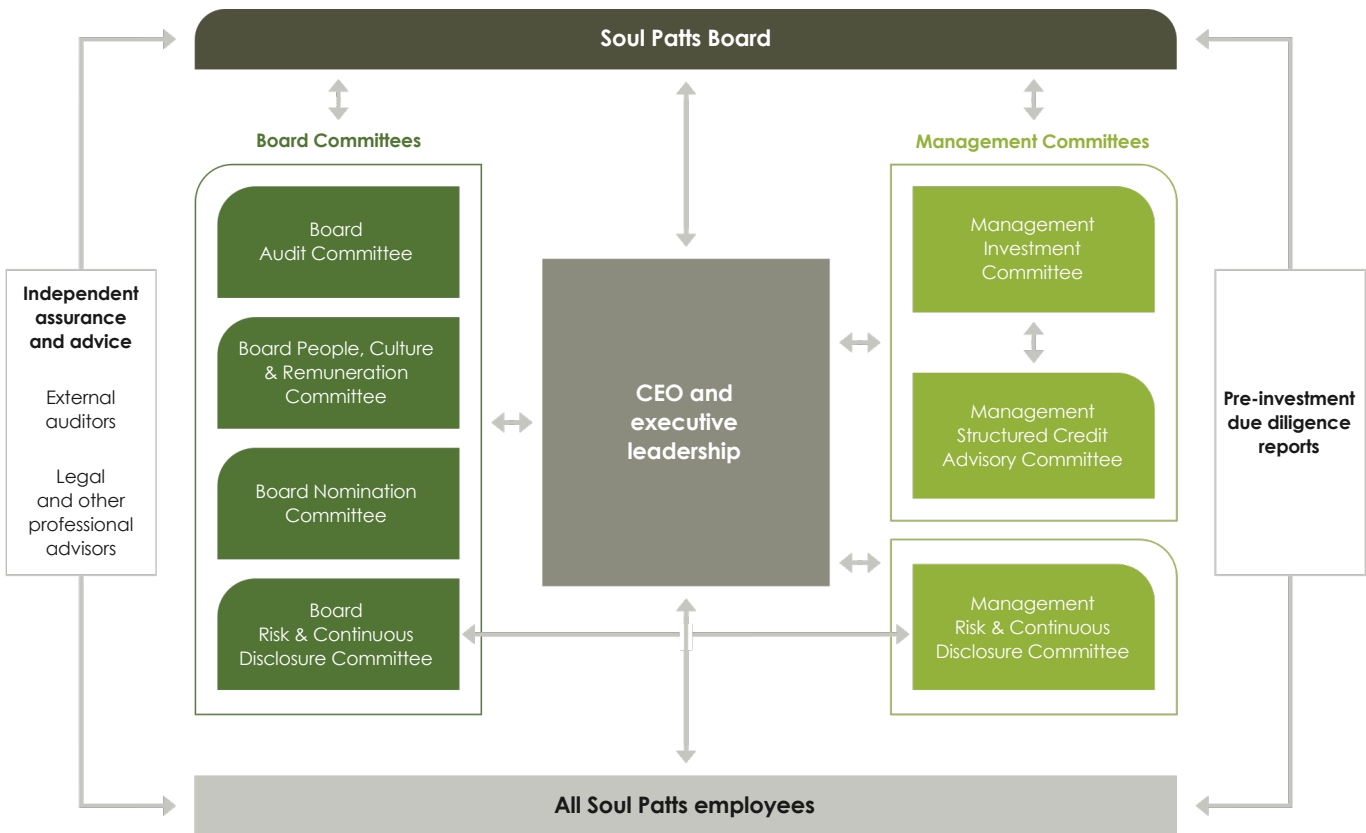 Soul Patts Board
Board Committees
Management Committees
Board
Audit Committee
Board People, Culture
& Remuneration
Committee
Board Nomination
Committee
Board
Risk & Continuous
Disclosure Committee
Independent
assurance
and advice
External
auditors
Legal
and other
professional
advisors
CEO and
executive
leadership
Management
Investment
Committee
Management
Structured Credit
Advisory Committee
Management
Risk & Continuous
Disclosure Committee
Pre-investment
due diligence
reports
All Soul Patts employees